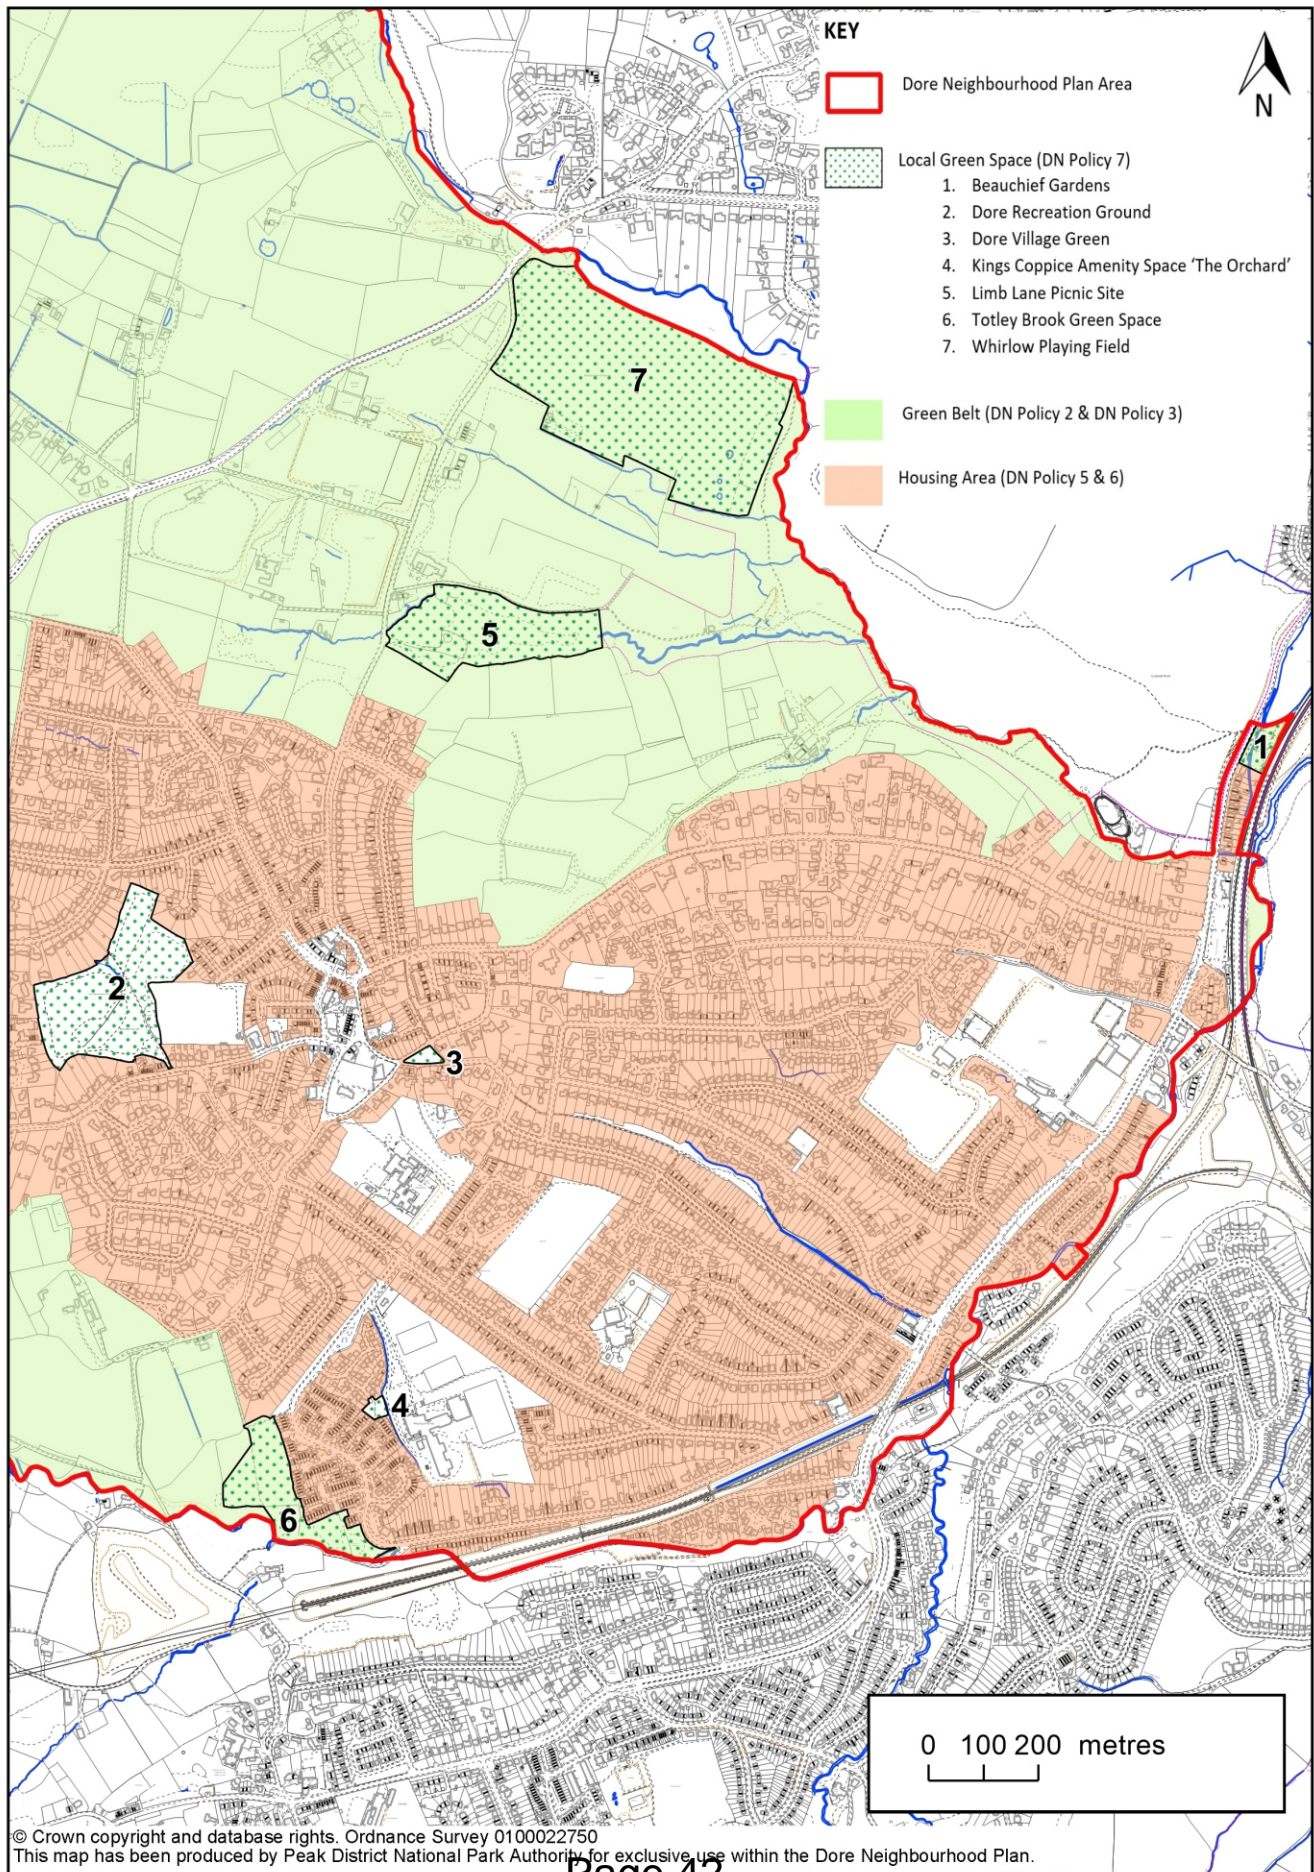 KEY
N
Dore Neighbourhood Plan Area
Local Green Space (DN Policy 7)
1. Beauchief Gardens
2. Dore Recreation Ground
3. Dore Village Green
4. Kings Coppice Amenity Space ‘The Orchard’
5. Limb Lane Picnic Site
6. Totley Brook Green Space
7. Whirlow Playing Field
Green Belt (DN Policy 2 & DN Policy 3)
Housing Area (DN Policy 5 & 6)
7
5
1
2
3
4
6
0 100 200 metres
© Crown copyright and database rights. Ordnance Survey 0100022750
This map has been produced by Peak District National Park Authority for exclusive use within the Dore Neighbourhood Plan.
Page 42